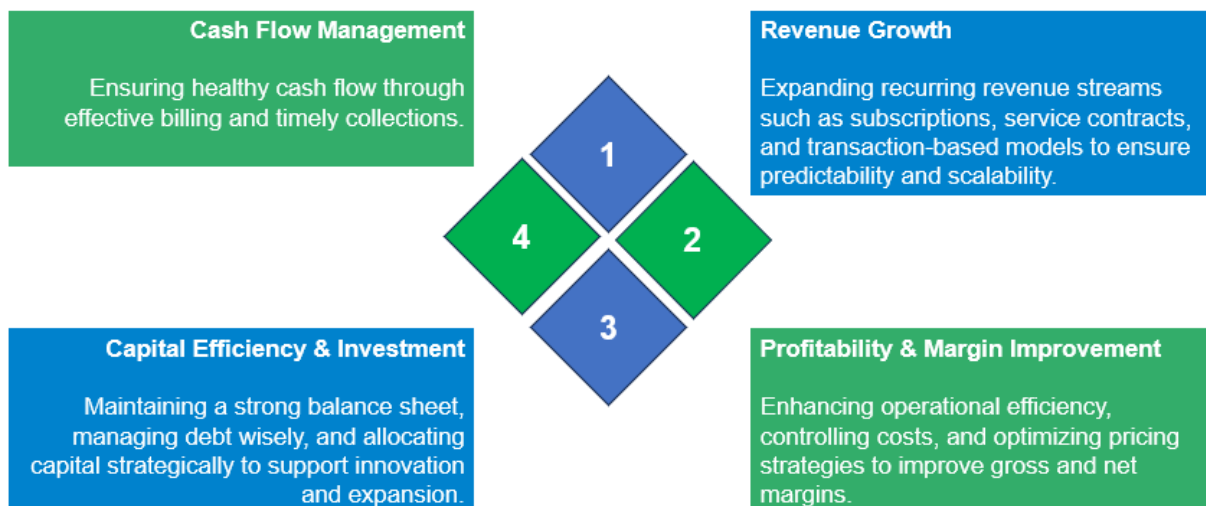 Cash Flow Management
Ensuring healthy cash flow through
effective billing and timely collections.
Revenue Growth
Expanding recurring revenue streams
such as subscriptions, service contracts,
and transaction-based models to ensure
predictability and scalability.
1
4
2
3
Capital Efficiency & Investment
Maintaining a strong balance sheet,
managing debt wisely, and allocating
capital strategically to support innovation
and expansion.
Profitability & Margin Improvement
Enhancing operational efficiency,
controlling costs, and optimizing pricing
strategies to improve gross and net
margins.